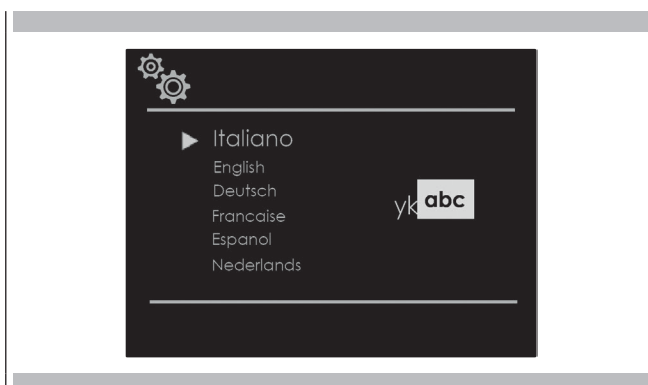 Italiano
English
Deutsch
Francaise
yk abc
Espanol
Nederlands